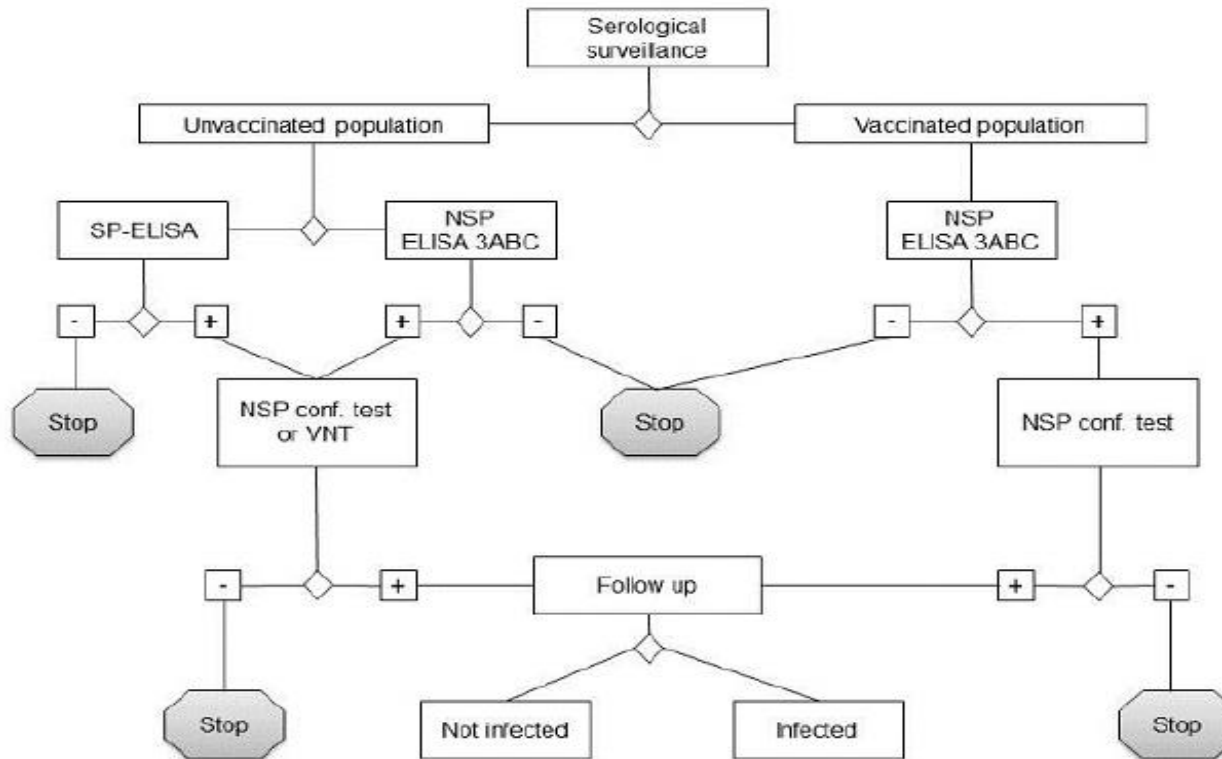 Serological
surveillance
Unvaccinated population
Vaccinated population
SP-ELISA
NSP
ELISA 3ABC
NSP
ELISA 3ABC
-
+
+
-
-
+
Stop
NSP conf. test
or VNT
Stop
NSP conf. test
-
+
Follow up
+
-
Stop
Not infected
Infected
Stop